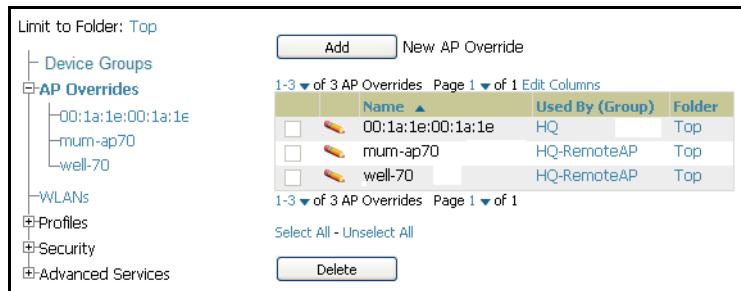 Limit to Folder: Top
Device Groups
AP Overrides
00:1a:1e:00:1a:1e
mum-ap70
well-70
WLANs
Profiles
Security
Advanced Services
Add New AP Override
1-3 of 3 AP Overrides Page 1 of 1 Edit Columns
Name Used By (Group) Folder
00:1a:1e:00:1a:1e HQ Top
mum-ap70 HQ-RemoteAP Top
well-70 HQ-RemoteAP Top
1-3 of 3 AP Overrides Page 1 of 1
Select All - Unselect All
Delete